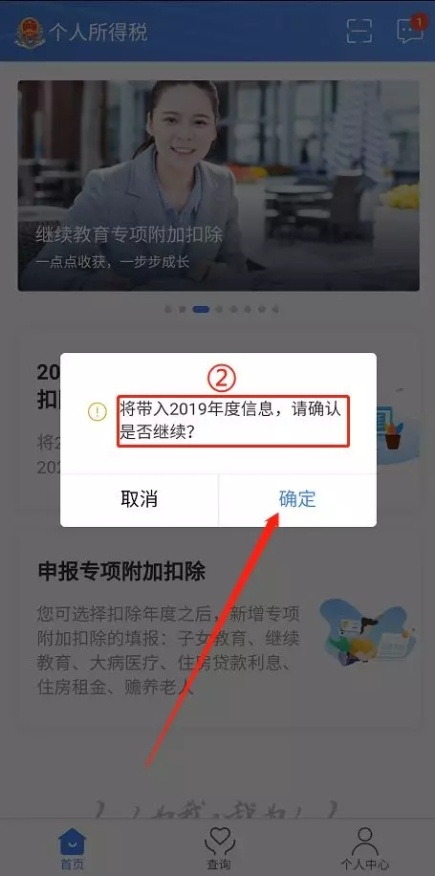 个人所得税
1
继续教育专项附加扣除
一点点收获，一步步成长
②
将带入2019年度信息，请确认
是否继续？
取消
确定
申报专项附加扣除
您可选择扣除年度之后，新增专项
附加扣除的填报：子女教育、继续
教育、大病医疗、住房贷款利息、
住房租金、赡养老人
首页
查询
个人中心